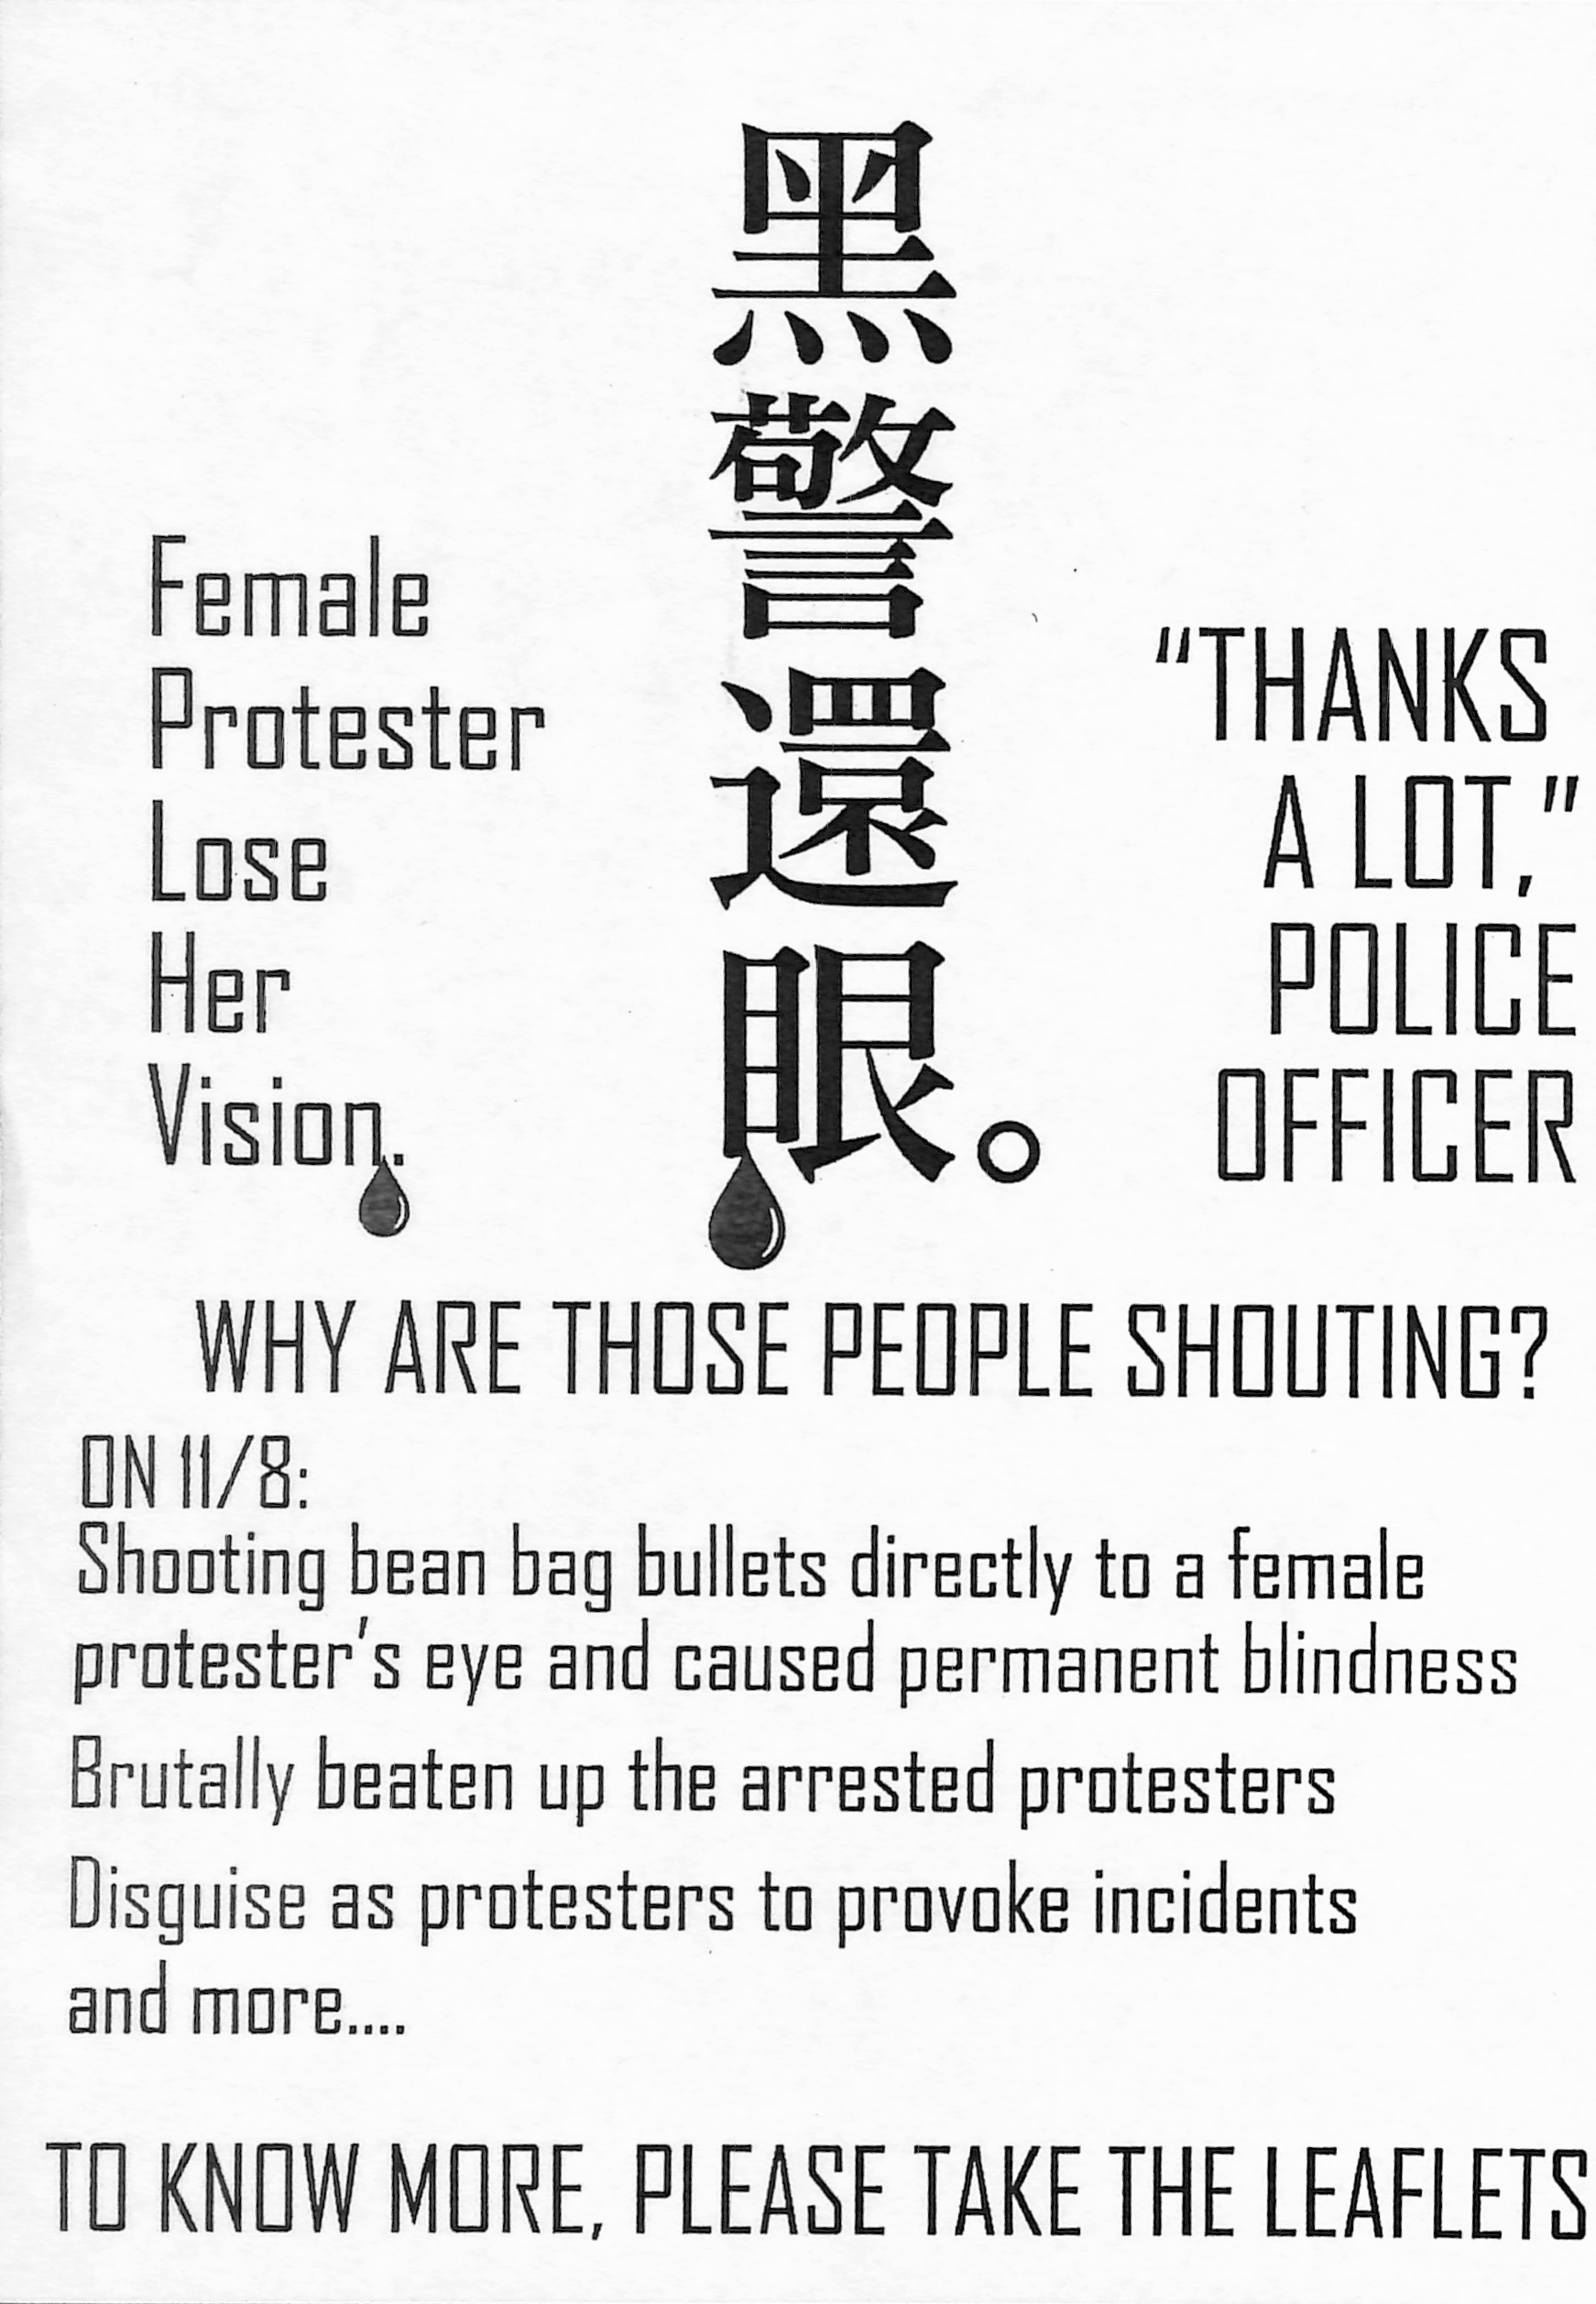 黑警還眼。
Female
Protester
Lose
Her
Vision.
"THANKS
A LOT,"
POLICE
OFFICER
WHY ARE THOSE PEOPLE SHOUTING?
ON 11/8:
Shooting bean bag bullets directly to a female
protester's eye and caused permanent blindness
Brutally beaten up the arrested protesters
Disguise as protesters to provoke incidents
and more....
TO KNOW MORE, PLEASE TAKE THE LEAFLETS